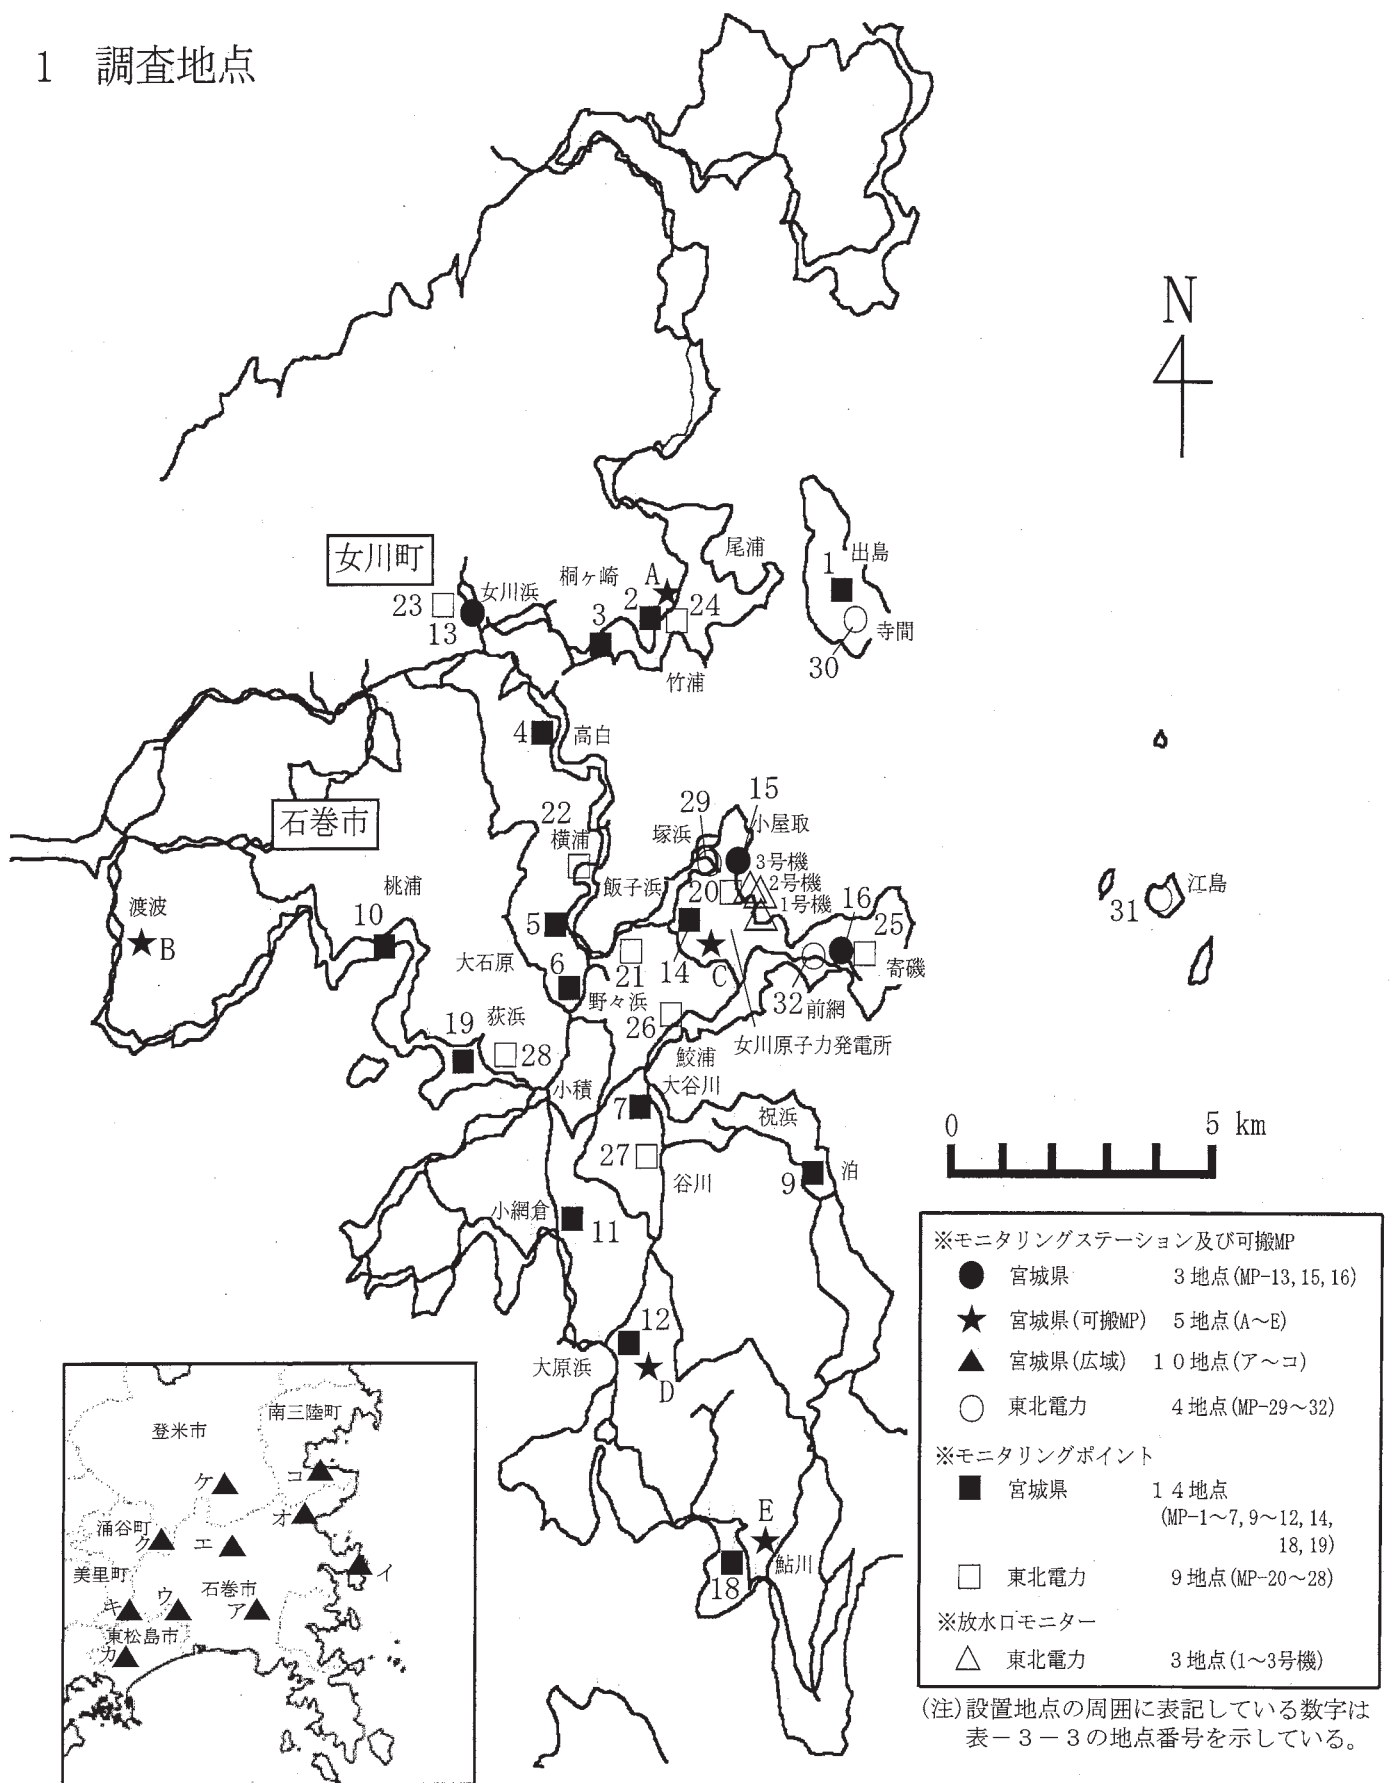 1 調査地点
N
女川町
尾浦
桐ヶ崎
A
1
出島
女川浜
23
2
24
13
3
寺間
30
竹浦
4
高白
15
29
小屋取
22
塚浜
石巻市
横浦
3号機
2号機
飯子浜
20
1号機
江島
桃浦
16
31
渡波
10
25
B
5
大石原
6
21
14
C
寄磯
野々浜
32
前網
荻浜
26
19
28
鮫浦
女川原子力発電所
小積
大谷川
7
祝浜
0 5 km
27
谷川
9
泊
小網倉
11
12
大原浜
D
E
鮎川
18
※モニタリングステーション及び可搬MP
● 宮城県 3地点(MP-13,15,16)
★ 宮城県(可搬MP) 5地点(A～E)
▲ 宮城県(広域) 10地点(ア～コ)
○ 東北電力 4地点(MP-29～32)
※モニタリングポイント
■ 宮城県 14地点
(MP-1～7,9～12,14,
18,19)
□ 東北電力 9地点(MP-20～28)
※放水口モニター
△ 東北電力 3地点(1～3号機)
(注)設置地点の周囲に表記している数字は
表－3－3の地点番号を示している。
南三陸町
登米市
コ
ケ
オ
涌谷町
ク
エ
美里町
イ
石巻市
キ
ウ
ア
東松島市
カ